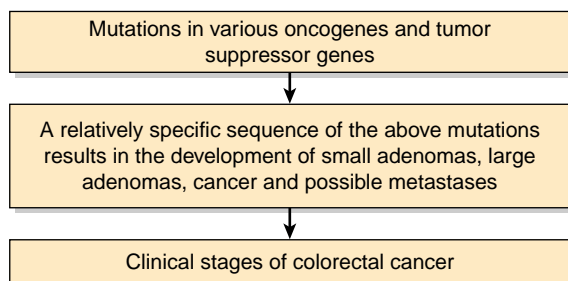 Mutations in various oncogenes and tumor
suppressor genes
A relatively specific sequence of the above mutations
results in the development of small adenomas, large
adenomas, cancer and possible metastases
Clinical stages of colorectal cancer